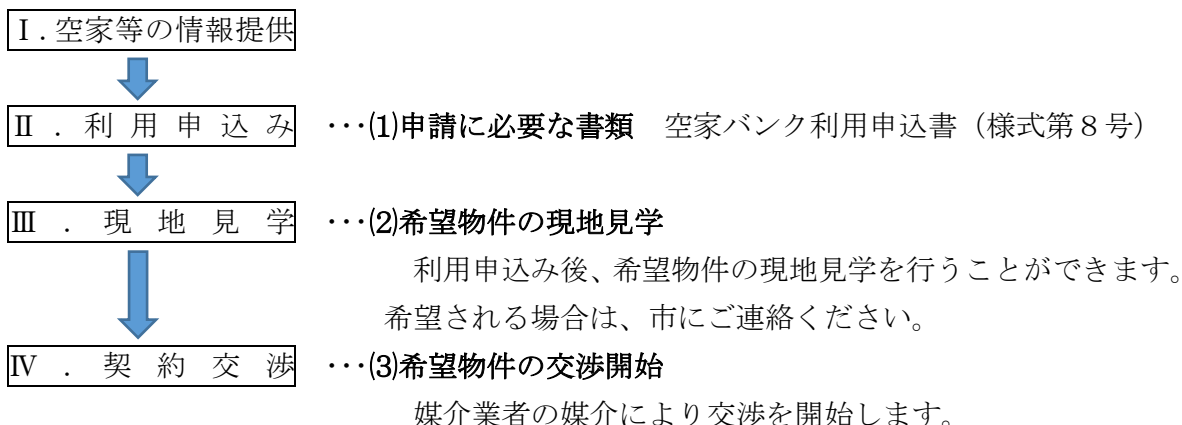 Ⅰ.空家等の情報提供
Ⅱ.利用申込み ･･･⑴申請に必要な書類 空家バンク利用申込書（様式第８号）
Ⅲ.現地見学 ･･･⑵希望物件の現地見学
利用申込み後、希望物件の現地見学を行うことができます。
希望される場合は、市にご連絡ください。
Ⅳ.契約交渉 ･･･⑶希望物件の交渉開始
媒介業者の媒介により交渉を開始します。